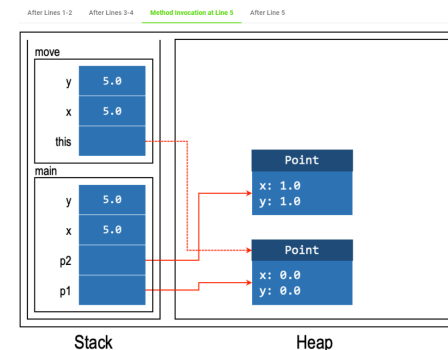 After Lines 1-2 After Lines 3-4 Method Invocation at Line 5 After Line 5
move
y 5.0
x 5.0
this
main
y 5.0
x 5.0
p2
p1
Point
x: 1.0
y: 1.0
Point
x: 0.0
y: 0.0
Stack Heap